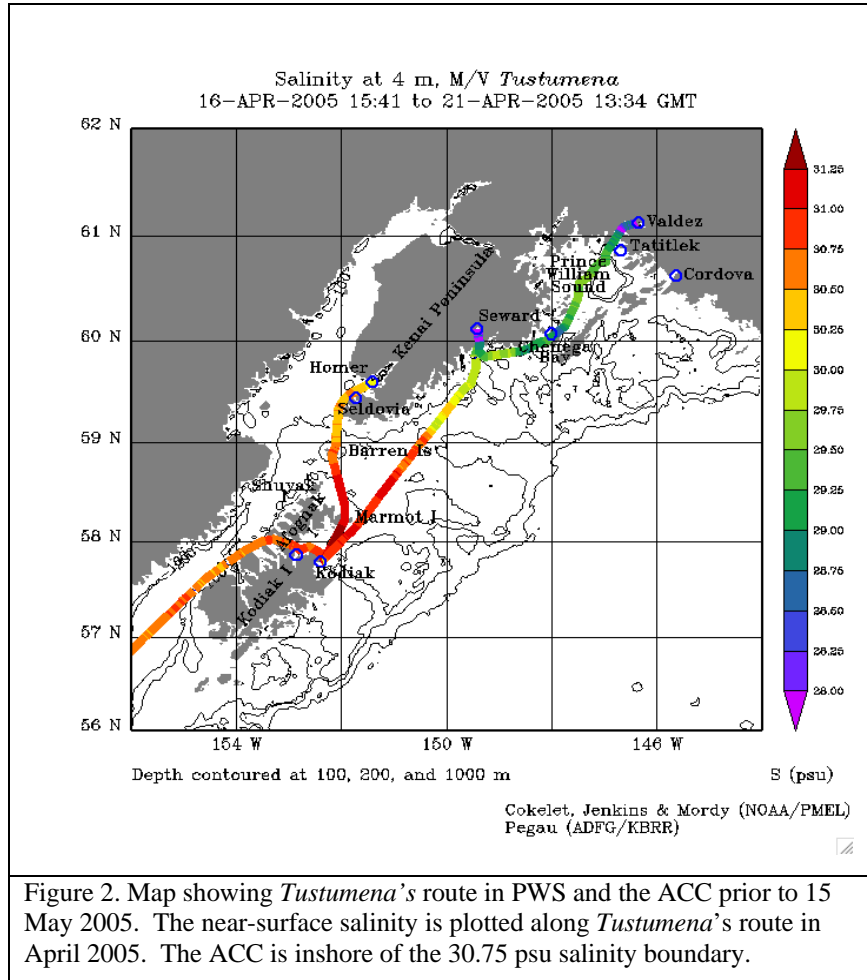 Salinity at 4 m, M/V Tustumena
16-APR-2005 15:41 to 21-APR-2005 13:34 GMT
62 N
61 N
60 N
59 N
58 N
57 N
56 N
154 W
150 W
146 W
Valdez
Tatitlek
Prince
William
Sound
Cordova
Seward
Chenega
Bay
Kenai Peninsula
Homer
Seldovia
Barren Is
Shuyak I
Afognak I
Marmot I
Kodiak
Kodiak I
100
1000
100
31.25
31.00
30.75
30.50
30.25
30.00
29.75
29.50
29.25
29.00
28.75
28.50
28.25
28.00
Depth contoured at 100, 200, and 1000 m
S (psu)
Cokelet, Jenkins & Mordy (NOAA/PMEL)
Pegau (ADFG/KBRR)
Figure 2. Map showing Tustumena's route in PWS and the ACC prior to 15
May 2005. The near-surface salinity is plotted along Tustumena's route in
April 2005. The ACC is inshore of the 30.75 psu salinity boundary.